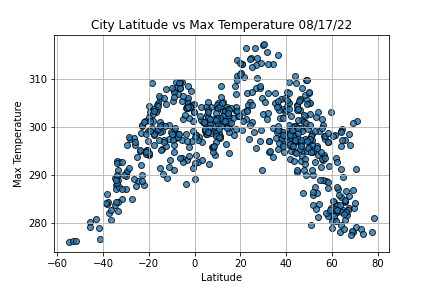 City Latitude vs Max Temperature 08/17/22
310
300
290
280
Max Temperature
−60 −40 −20 0 20 40 60 80
Latitude